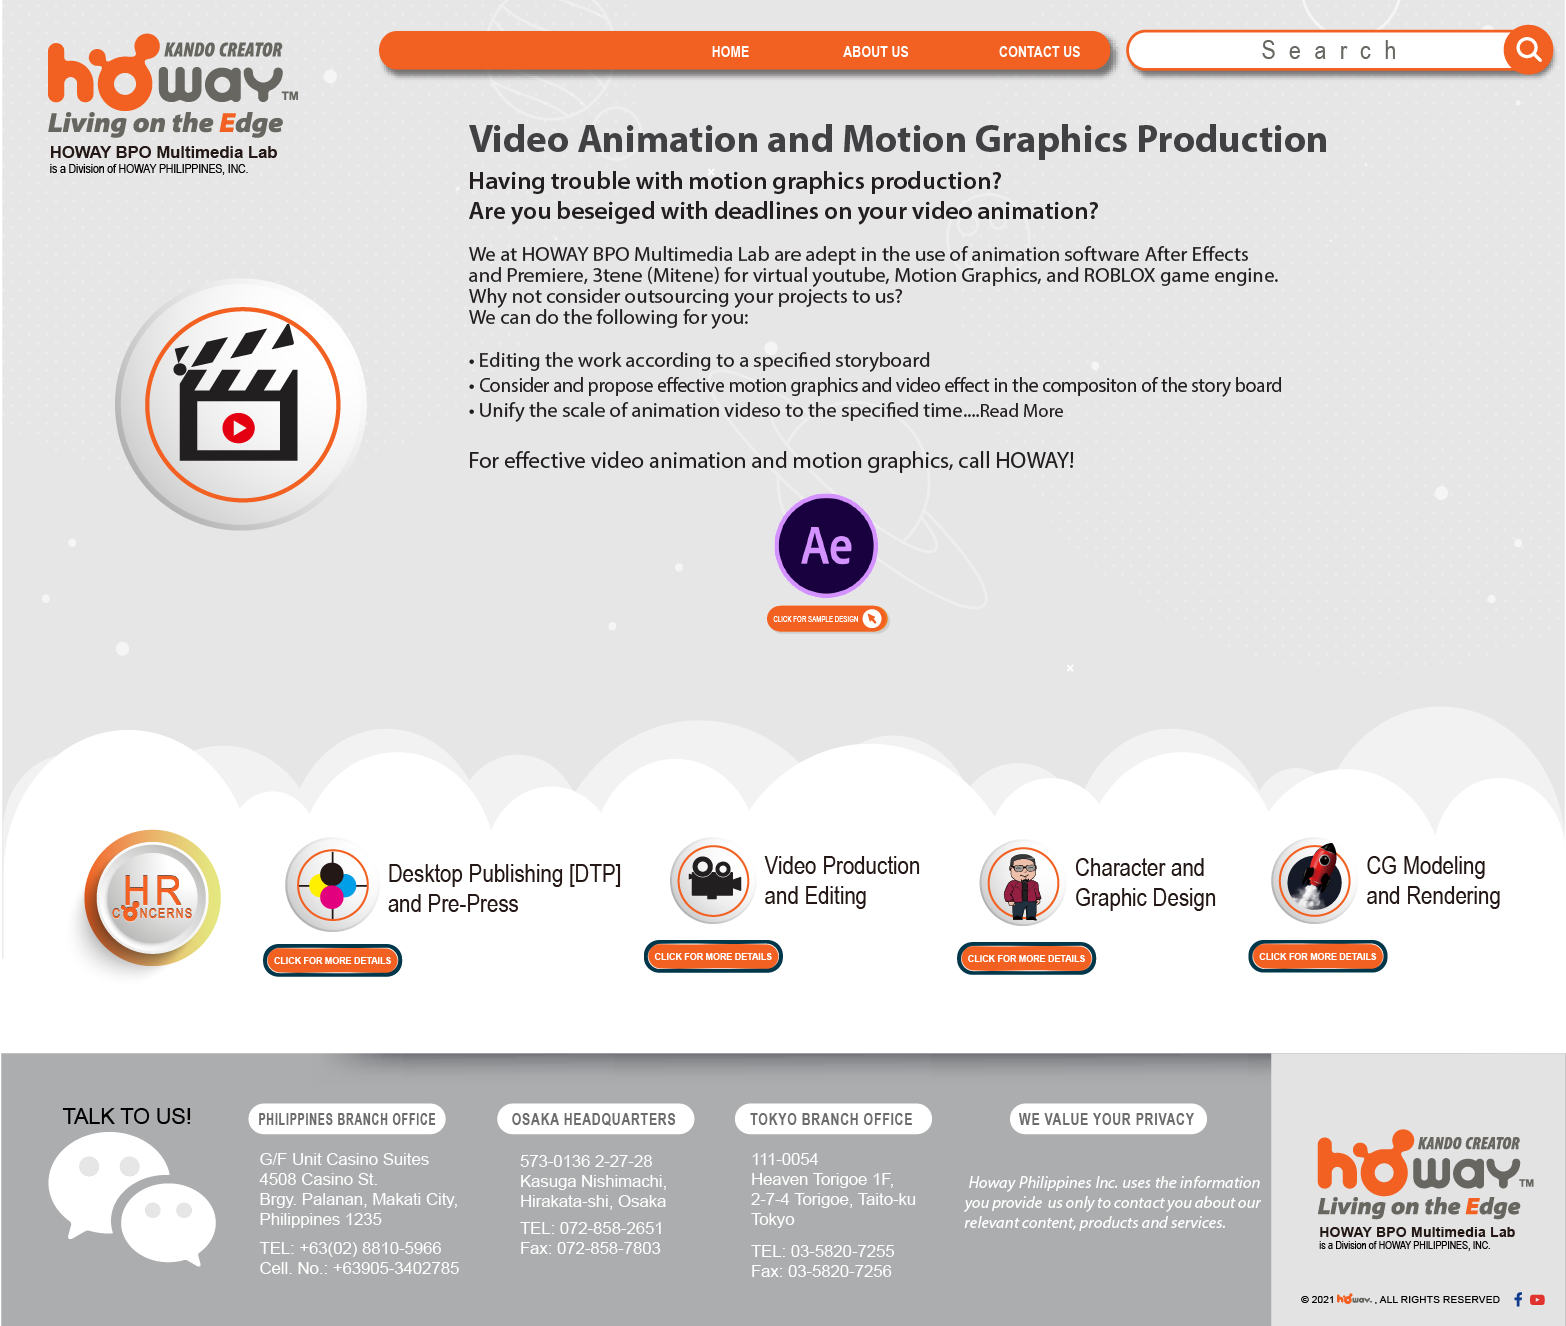 KANDO CREATOR
howay™
Living on the Edge
HOWAY BPO Multimedia Lab
is a Division of HOWAY PHILIPPINES, INC.
HOME
ABOUT US
CONTACT US
Search
Video Animation and Motion Graphics Production
Having trouble with motion graphics production?
Are you beseiged with deadlines on your video animation?
We at HOWAY BPO Multimedia Lab are adept in the use of animation software After Effects
and Premiere, 3tene (Mitene) for virtual youtube, Motion Graphics, and ROBLOX game engine.
Why not consider outsourcing your projects to us?
We can do the following for you:
• Editing the work according to a specified storyboard
• Consider and propose effective motion graphics and video effect in the compositon of the story board
• Unify the scale of animation videso to the specified time....Read More
For effective video animation and motion graphics, call HOWAY!
Ae
CLICK FOR SAMPLE DESIGN
HR
CONCERNS
Desktop Publishing [DTP]
and Pre-Press
CLICK FOR MORE DETAILS
Video Production
and Editing
CLICK FOR MORE DETAILS
Character and
Graphic Design
CLICK FOR MORE DETAILS
CG Modeling
and Rendering
CLICK FOR MORE DETAILS
TALK TO US!
PHILIPPINES BRANCH OFFICE
G/F Unit Casino Suites
4508 Casino St.
Brgy. Palanan, Makati City,
Philippines 1235
TEL: +63(02) 8810-5966
Cell. No.: +63905-3402785
OSAKA HEADQUARTERS
573-0136 2-27-28
Kasuga Nishimachi,
Hirakata-shi, Osaka
TEL: 072-858-2651
Fax: 072-858-7803
TOKYO BRANCH OFFICE
111-0054
Heaven Torigoe 1F,
2-7-4 Torigoe, Taito-ku
Tokyo
TEL: 03-5820-7255
Fax: 03-5820-7256
WE VALUE YOUR PRIVACY
Howay Philippines Inc. uses the information
you provide us only to contact you about our
relevant content, products and services.
KANDO CREATOR
howay™
Living on the Edge
HOWAY BPO Multimedia Lab
is a Division of HOWAY PHILIPPINES, INC.
© 2021 howay. , ALL RIGHTS RESERVED